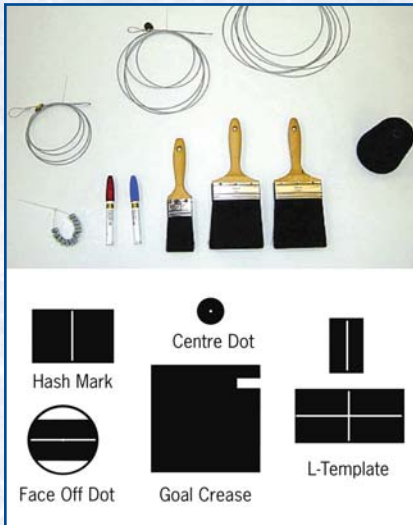 Centre Dot
Hash Mark
L-Template
Face Off Dot
Goal Crease